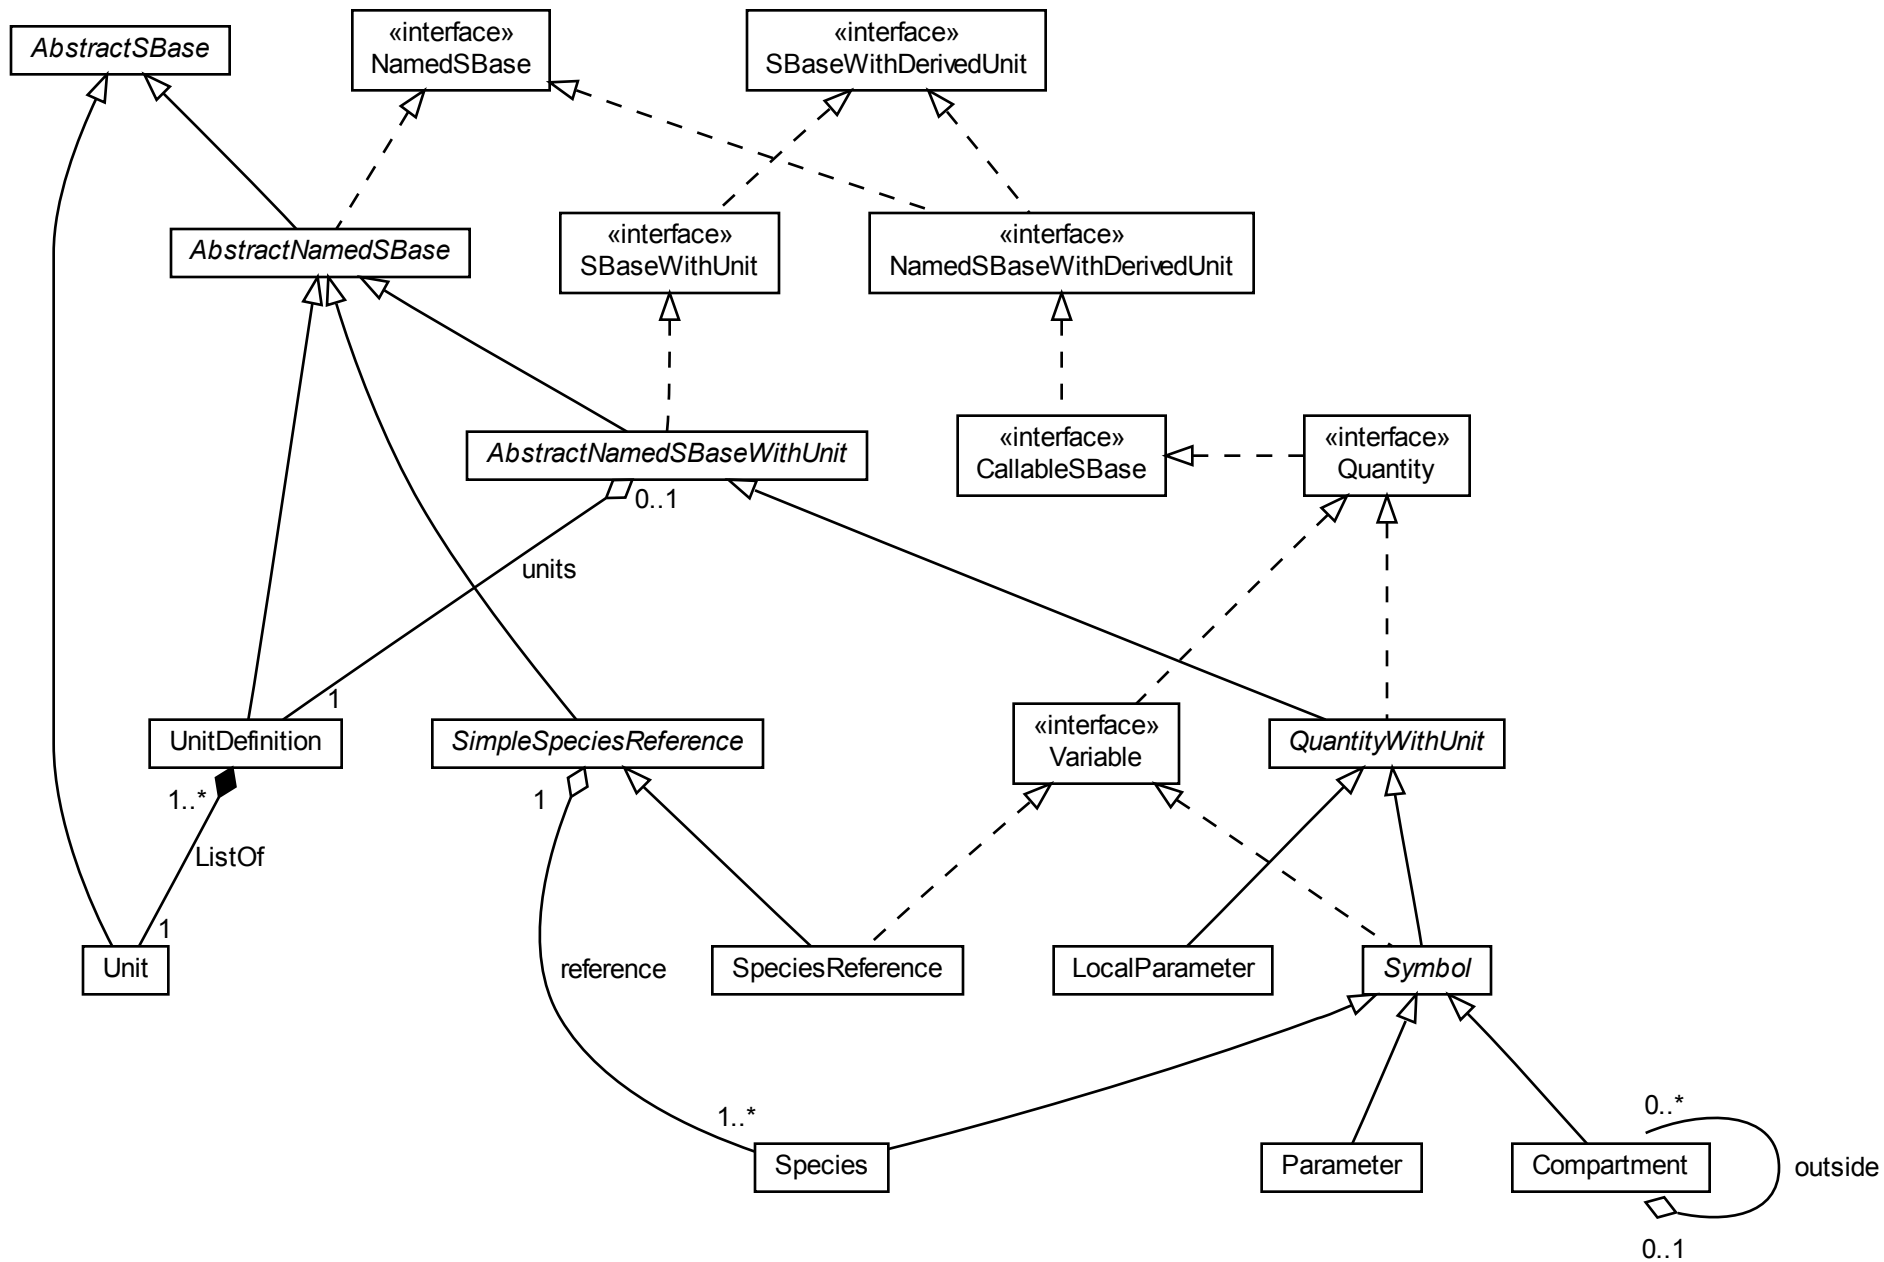 AbstractSBase
«interface»
NamedSBase
«interface»
SBaseWithDerivedUnit
AbstractNamedSBase
«interface»
SBaseWithUnit
«interface»
NamedSBaseWithDerivedUnit
AbstractNamedSBaseWithUnit
«interface»
CallableSBase
«interface»
Quantity
0..1
units
1
UnitDefinition
SimpleSpeciesReference
«interface»
Variable
QuantityWithUnit
1..*
1
ListOf
1
Unit
reference
SpeciesReference
LocalParameter
Symbol
1..*
0..*
Species
Parameter
Compartment
outside
0..1